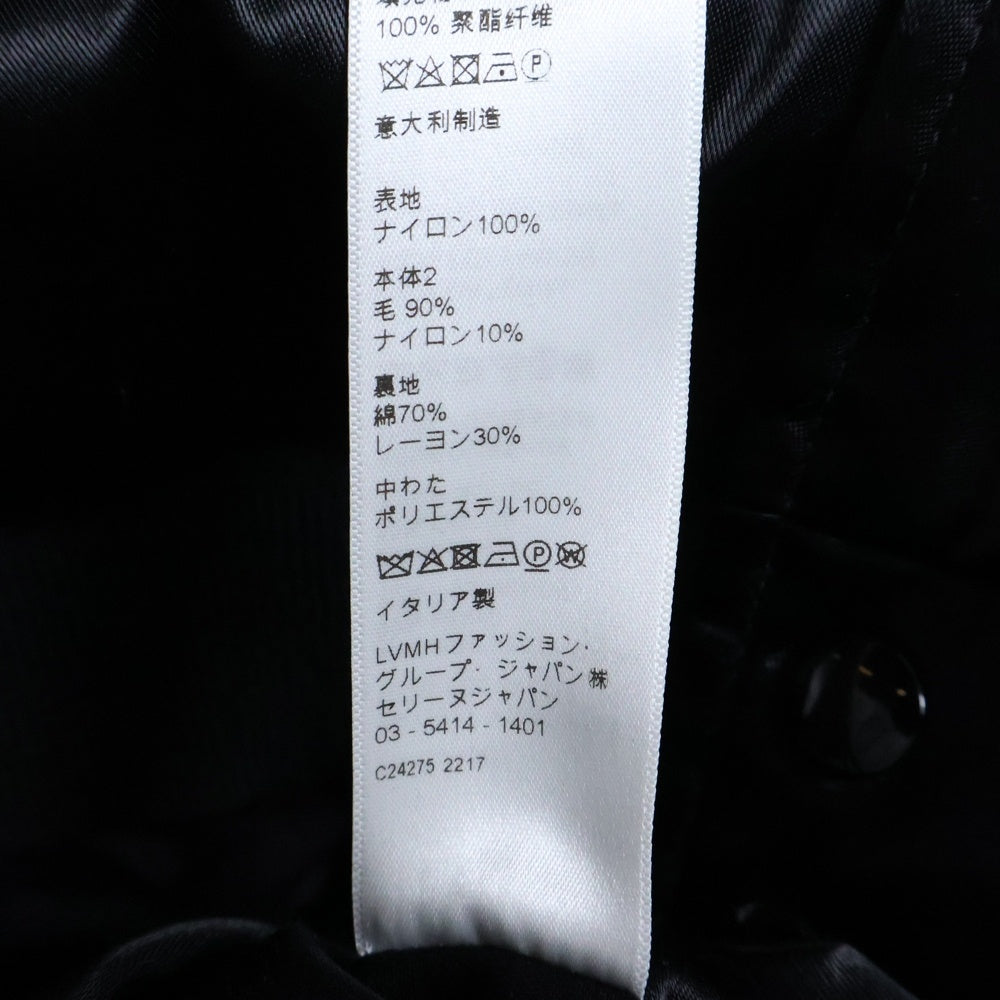 100% 聚酯纤维
意大利制造
表地
ナイロン100%
本体2
毛 90%
ナイロン10%
裏地
綿70%
レーヨン30%
中わた
ポリエステル100%
イタリア製
LVMHファッション・
グループ・ジャパン㈱
セリーヌジャパン
03 - 5414 - 1401
C24275 2217